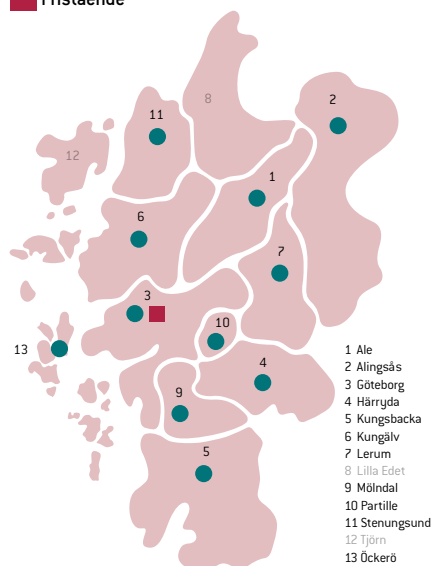 Fristående
8
2
11
12
1
6
7
3
10
13
4
9
5
1 Ale
2 Alingsås
3 Göteborg
4 Härryda
5 Kungsbacka
6 Kungälv
7 Lerum
8 Lilla Edet
9 Mölndal
10 Partille
11 Stenungsund
12 Tjörn
13 Öckerö